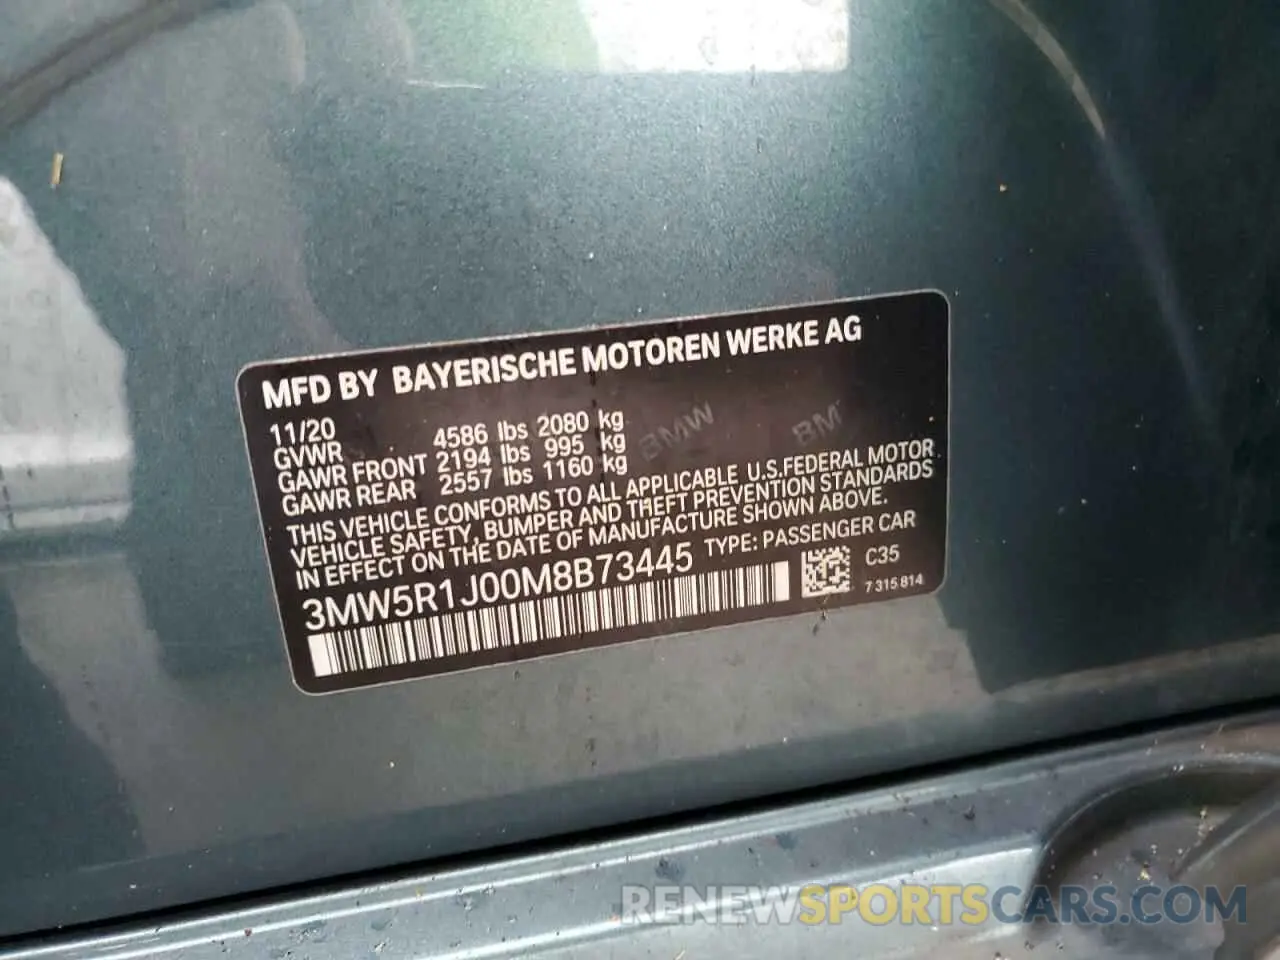 MFD BY BAYERISCHE MOTOREN WERKE AG
11/20
GVWR 4586 lbs 2080 kg
GAWR FRONT 2194 lbs 995 kg
GAWR REAR 2557 lbs 1160 kg
BMW BM
THIS VEHICLE CONFORMS TO ALL APPLICABLE U.S.FEDERAL MOTOR
VEHICLE SAFETY, BUMPER AND THEFT PREVENTION STANDARDS
IN EFFECT ON THE DATE OF MANUFACTURE SHOWN ABOVE.
3MW5R1J00M8B73445 TYPE: PASSENGER CAR
C35
7 315 814
RENEWSPORTSCARS.COM